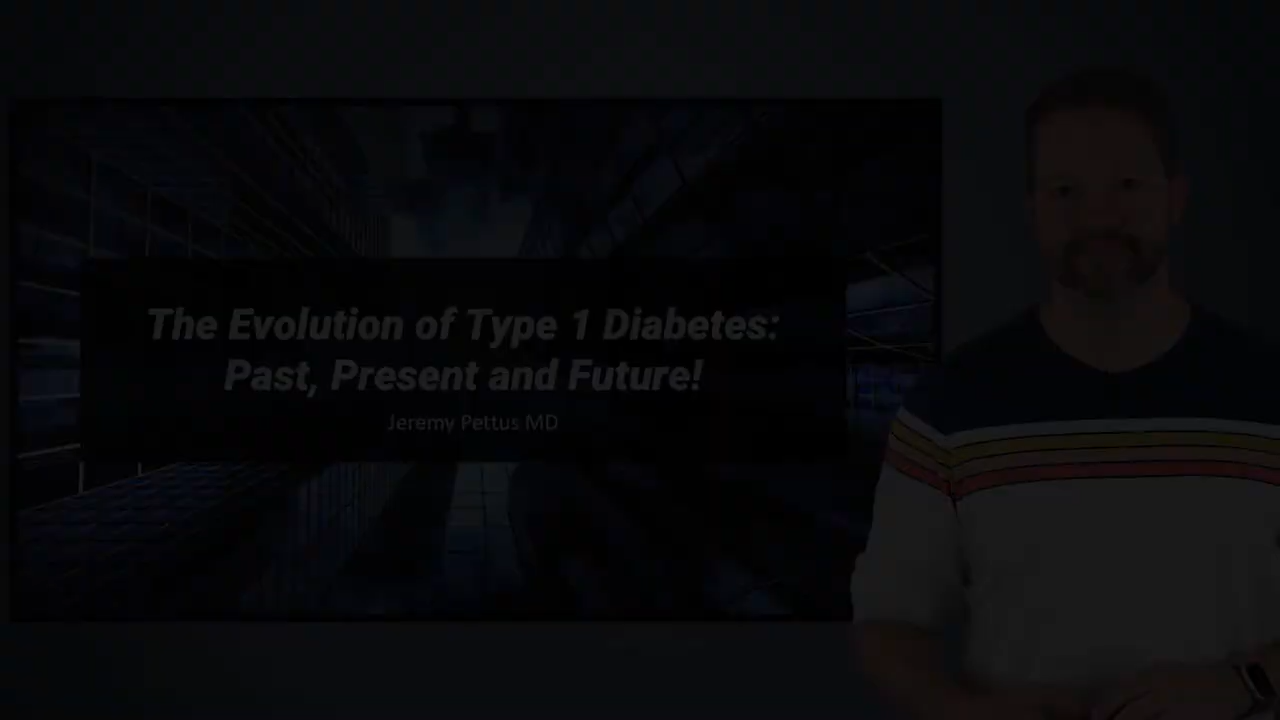 The Evolution of Type 1 Diabetes:
Past, Present and Future!
Jeremy Pettus MD